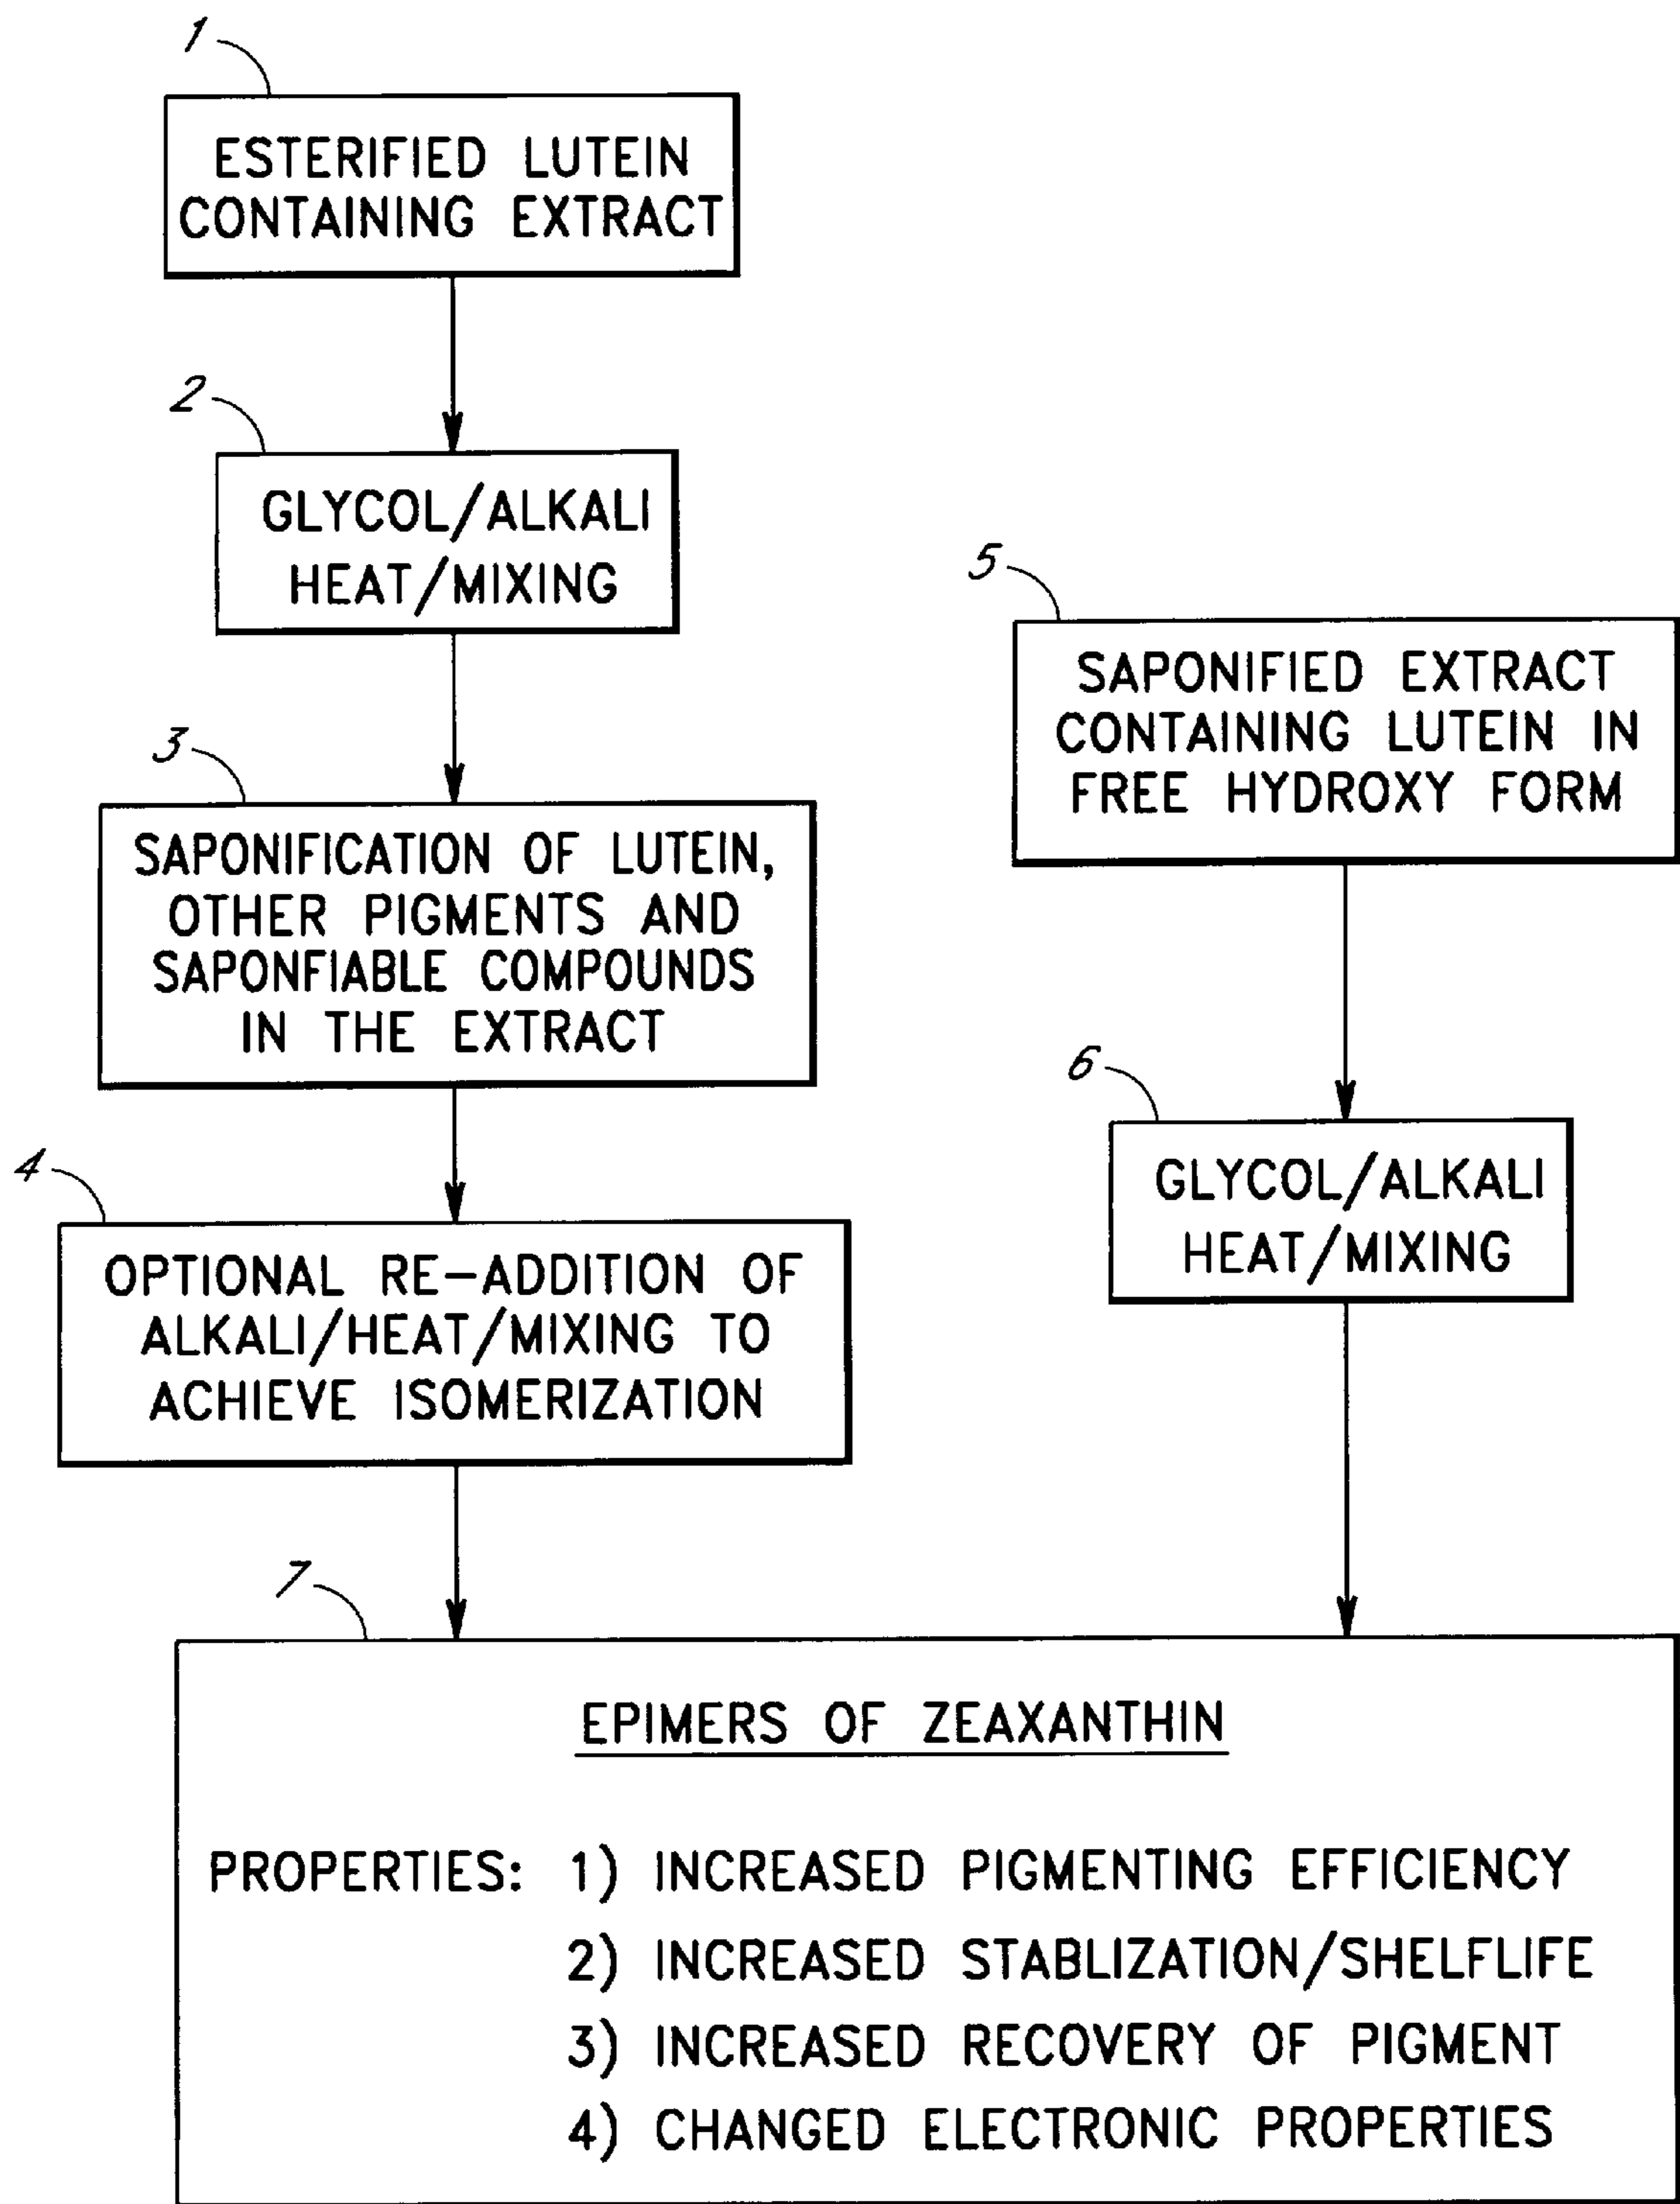 1
ESTERIFIED LUTEIN
CONTAINING EXTRACT
2
GLYCOL/ALKALI
HEAT/MIXING
3
SAPONIFICATION OF LUTEIN,
OTHER PIGMENTS AND
SAPONFIABLE COMPOUNDS
IN THE EXTRACT
4
OPTIONAL RE-ADDITION OF
ALKALI/HEAT/MIXING TO
ACHIEVE ISOMERIZATION
5
SAPONIFIED EXTRACT
CONTAINING LUTEIN IN
FREE HYDROXY FORM
6
GLYCOL/ALKALI
HEAT/MIXING
7
EPIMERS OF ZEAXANTHIN
PROPERTIES: 1) INCREASED PIGMENTING EFFICIENCY
2) INCREASED STABLIZATION/SHELFLIFE
3) INCREASED RECOVERY OF PIGMENT
4) CHANGED ELECTRONIC PROPERTIES